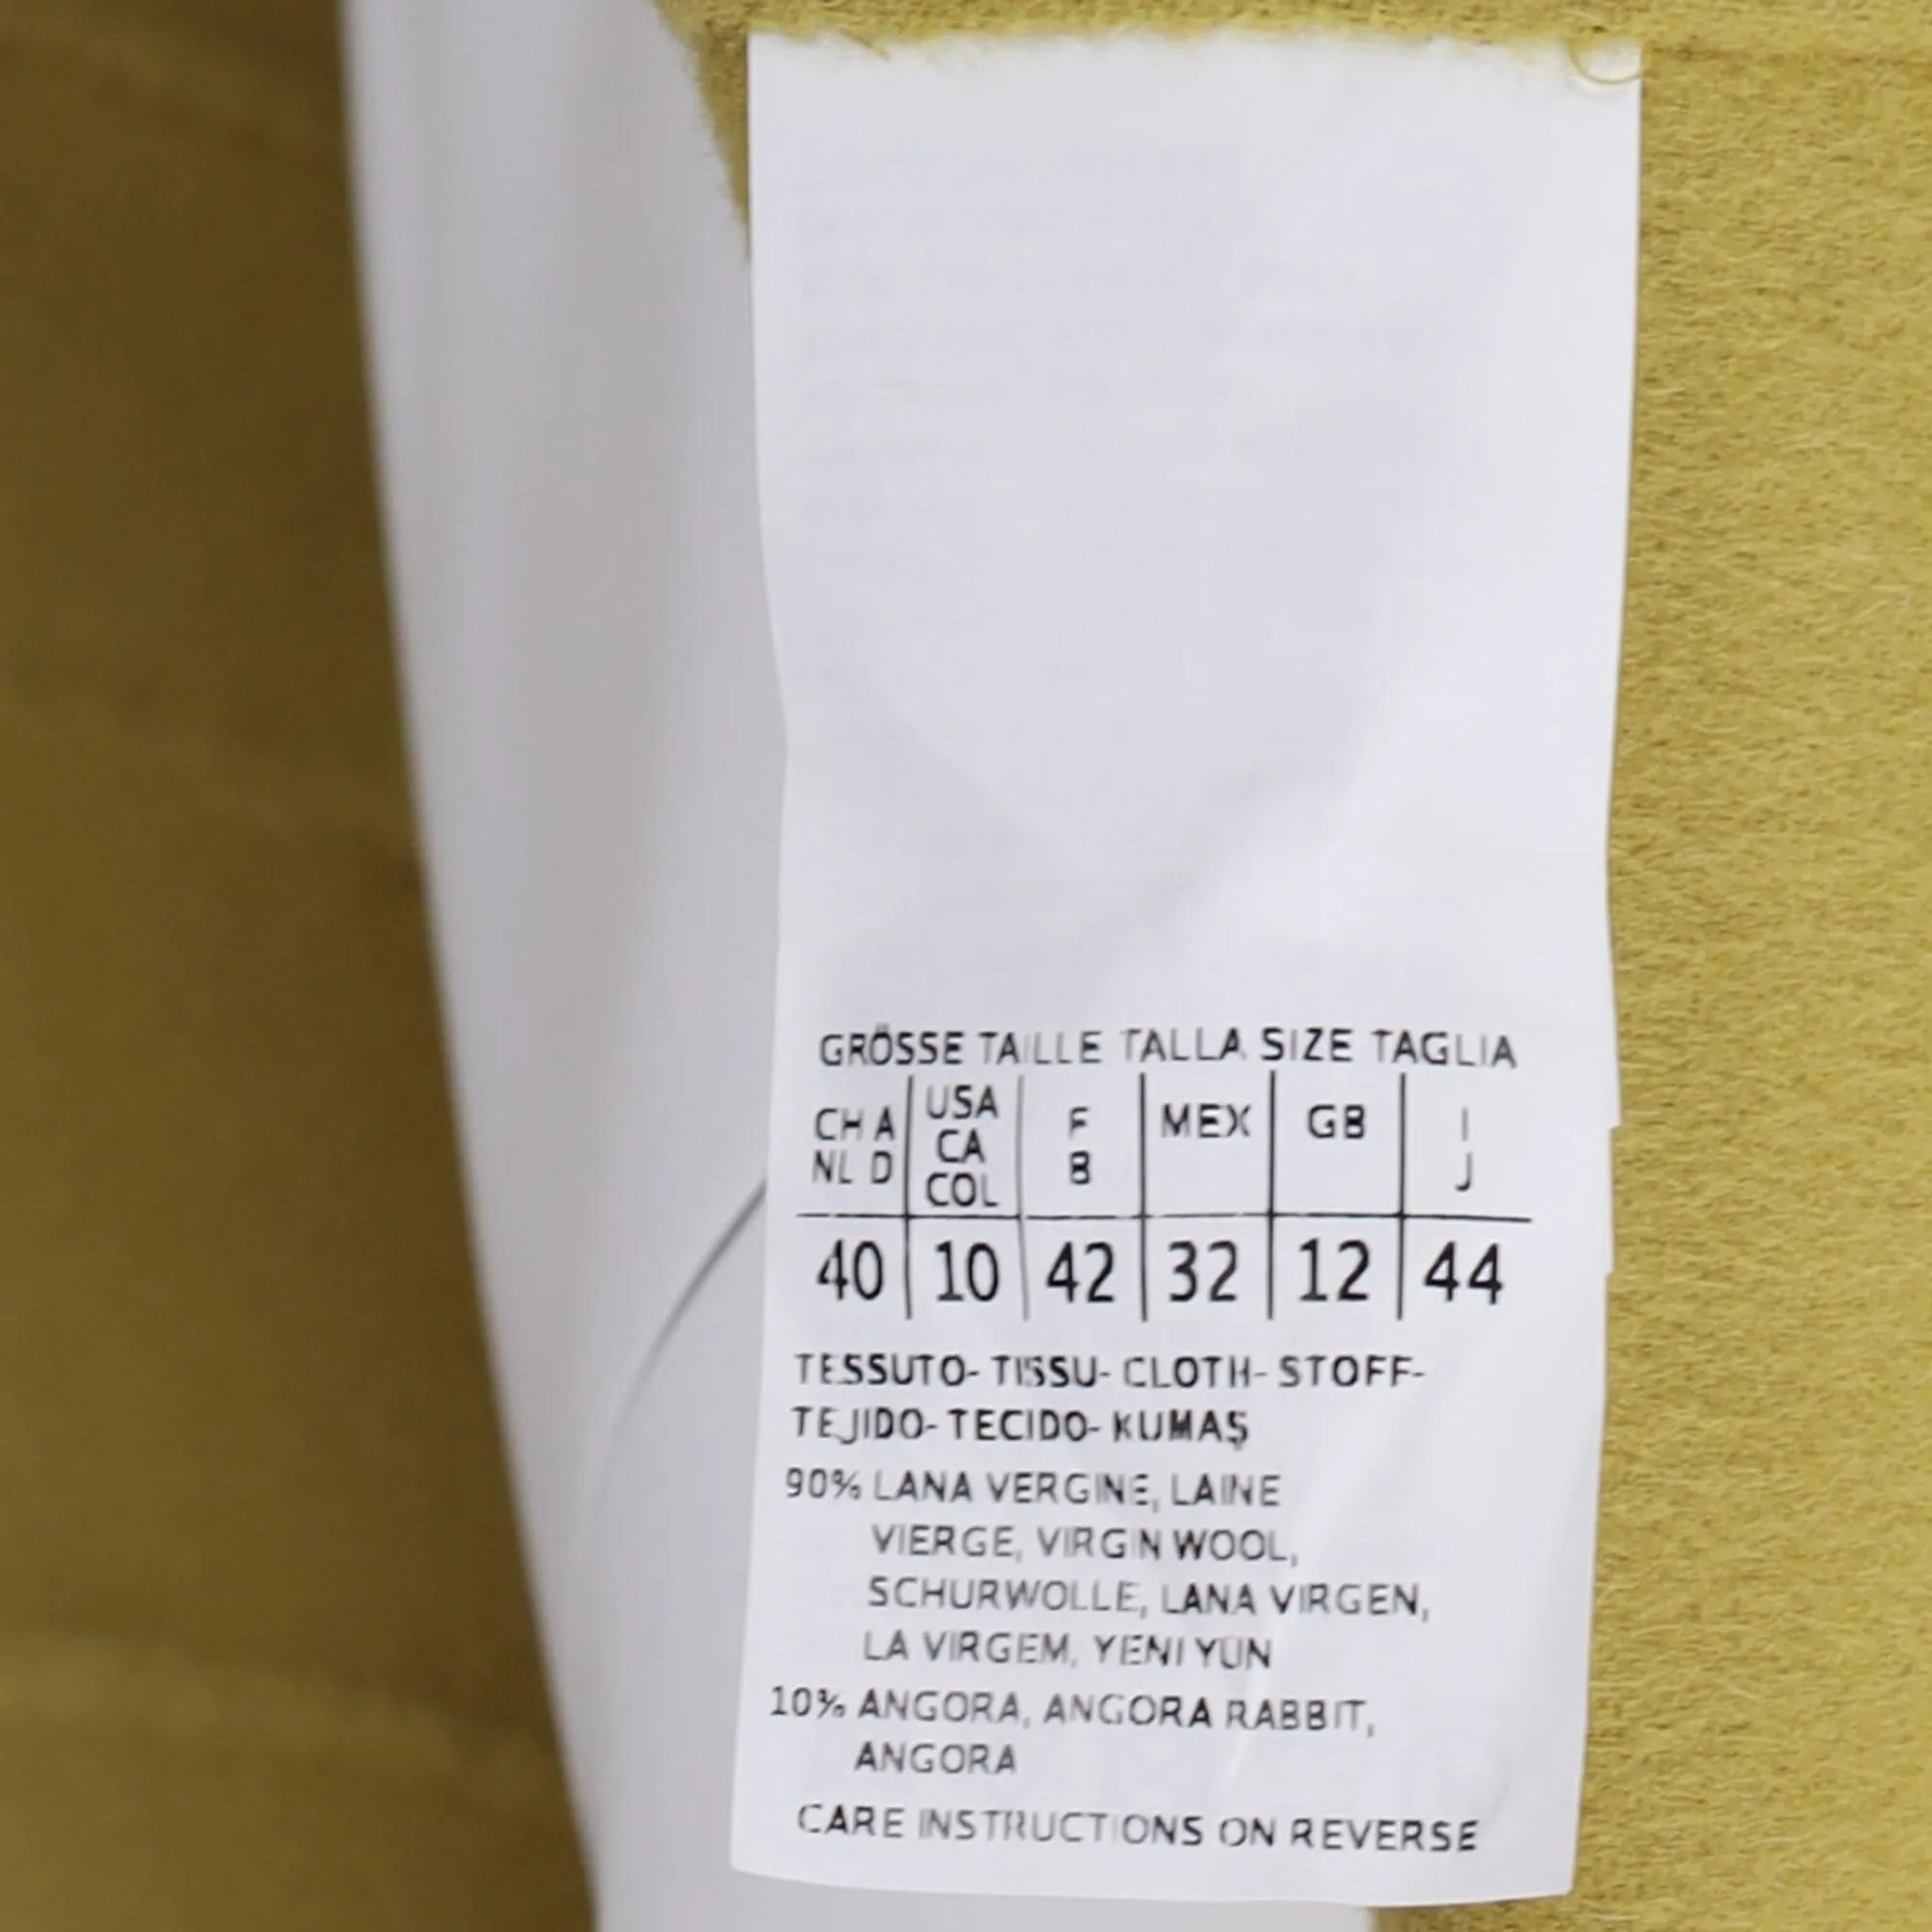 GRÖSSE TAILLE TALLA SIZE TAGLIA
CH A USA F MEX GB I
NL D CA B J
COL
40 10 42 32 12 44
TESSUTO- TISSU- CLOTH- STOFF-
TEJIDO- TECIDO- KUMAŞ
90% LANA VERGINE, LAINE
VIERGE, VIRGIN WOOL,
SCHURWOLLE, LANA VIRGEN,
LA VIRGEM, YENI YÜN
10% ANGORA, ANGORA RABBIT,
ANGORA
CARE INSTRUCTIONS ON REVERSE